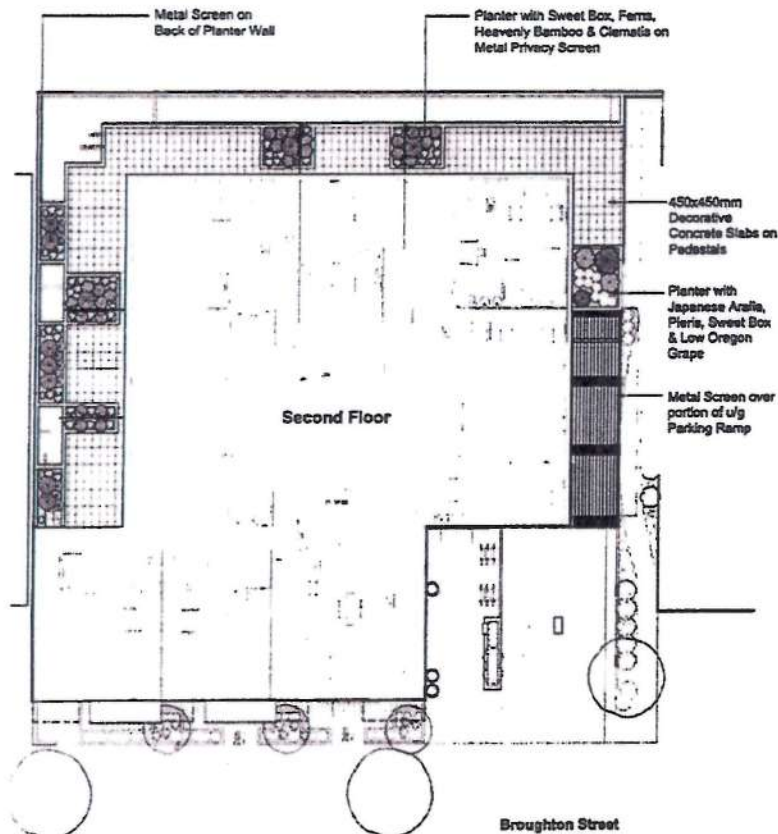 Metal Screen on
Back of Planter Wall
Planter with Sweet Box, Ferns,
Heavenly Bamboo & Clematis on
Metal Privacy Screen
450x450mm
Decorative
Concrete Slabs on
Pedestals
Planter with
Japanese Aralia,
Pieris, Sweet Box
& Low Oregon
Grape
Second Floor
Metal Screen over
portion of u/g
Parking Ramp
Broughton Street